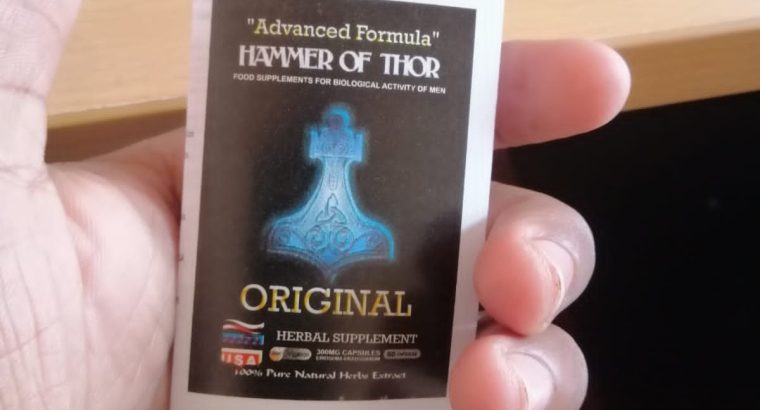 "Advanced Formula"
HAMMER OF THOR
FOOD SUPPLEMENTS FOR BIOLOGICAL ACTIVITY OF MEN
ORIGINAL
HERBAL SUPPLEMENT
USA
300MG CAPSULES
100% Pure Natural Herbs Extract